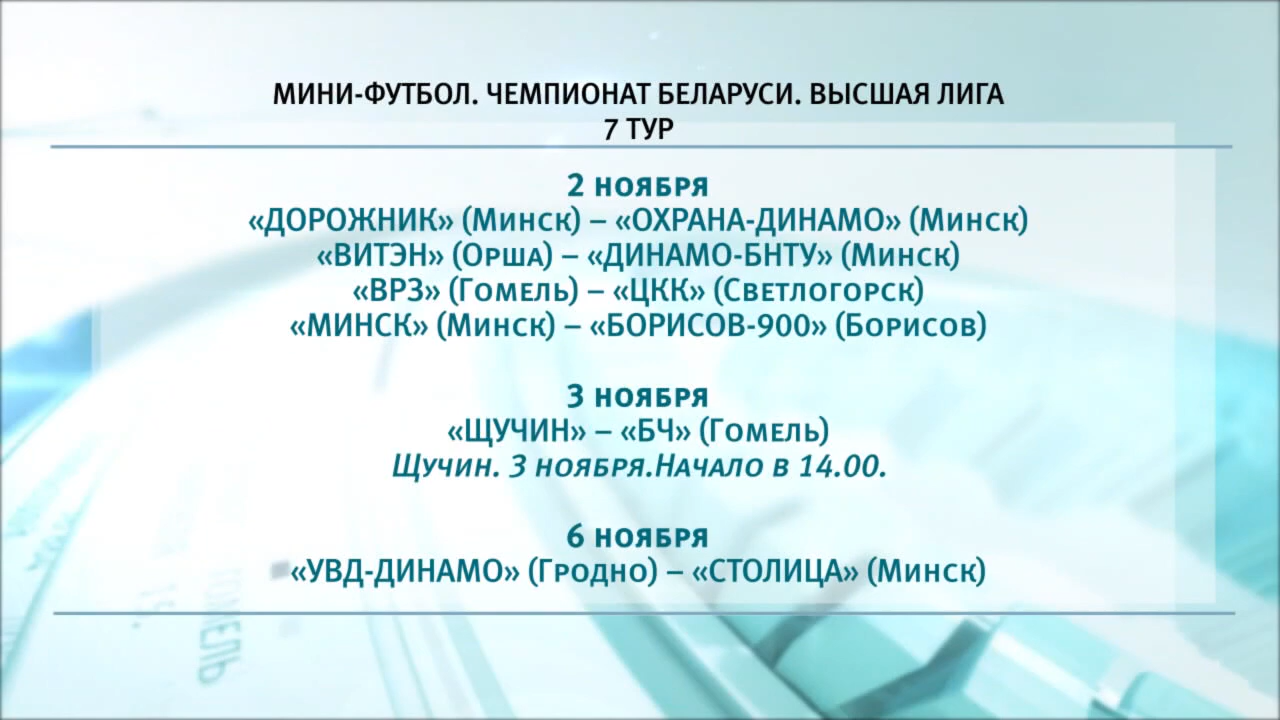 МИНИ-ФУТБОЛ. ЧЕМПИОНАТ БЕЛАРУСИ. ВЫСШАЯ ЛИГА
7 ТУР
2 НОЯБРЯ
«ДОРОЖНИК» (Минск) – «ОХРАНА-ДИНАМО» (Минск)
«ВИТЭН» (Орша) – «ДИНАМО-БНТУ» (Минск)
«ВРЗ» (Гомель) – «ЦКК» (Светлогорск)
«МИНСК» (Минск) – «БОРИСОВ-900» (Борисов)
3 НОЯБРЯ
«ЩУЧИН» – «БЧ» (Гомель)
Щучин. 3 ноября.Начало в 14.00.
6 НОЯБРЯ
«УВД-ДИНАМО» (Гродно) – «СТОЛИЦА» (Минск)